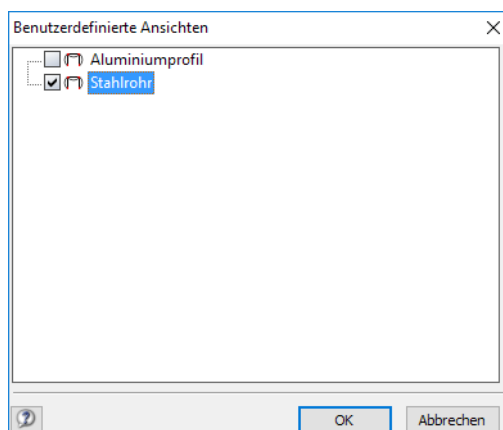 Benutzerdefinierte Ansichten
Aluminiumprofil
Stahlrohr
OK Abbrechen